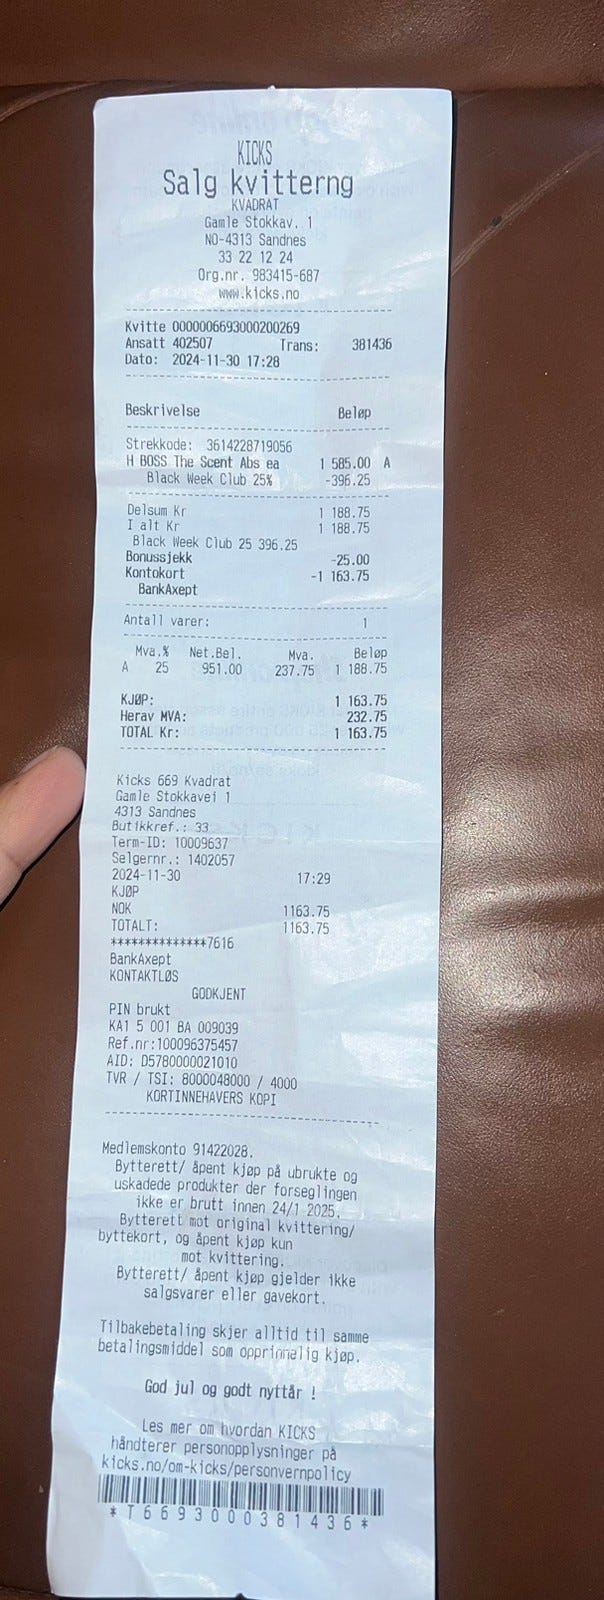 KICKS
Salg kvitterng
KVADRAT
Gamle Stokkav. 1
NO-4313 Sandnes
33 22 12 24
Org.nr. 983415-687
www.kicks.no
Kvitte 0000006693000200269
Ansatt 402507 Trans: 381436
Dato: 2024-11-30 17:28
Beskrivelse Beløp
Strekkode: 3614228719056
H BOSS The Scent Abs ea 1 585.00 A
Black Week Club 25% -396.25
Delsum Kr 1 188.75
I alt Kr 1 188.75
Black Week Club 25 396.25
Bonussjekk -25.00
Kontokort -1 163.75
BankAxept
Antall varer: 1
Mva.% Net.Bel. Mva. Beløp
A 25 951.00 237.75 1 188.75
KJØP: 1 163.75
Herav MVA: 232.75
TOTAL Kr: 1 163.75
Kicks 669 Kvadrat
Gamle Stokkavei 1
4313 Sandnes
Butikkref.: 33
Term-ID: 10009637
Selgernr.: 1402057
2024-11-30 17:29
KJØP
NOK 1163.75
TOTALT: 1163.75
**************7616
BankAxept
KONTAKTLØS
GODKJENT
PIN brukt
KA1 5 001 BA 009039
Ref.nr:100096375457
AID: D5780000021010
TVR / TSI: 8000048000 / 4000
KORTINNEHAVERS KOPI
Medlemskonto 91422028.
Bytterett/ åpent kjøp på ubrukte og
uskadede produkter der forseglingen
ikke er brutt innen 24/1 2025.
Bytterett mot original kvittering/
byttekort, og åpent kjøp kun
mot kvittering.
Bytterett/ åpent kjøp gjelder ikke
salgsvarer eller gavekort.
Tilbakebetaling skjer alltid til samme
betalingsmiddel som opprinnelig kjøp.
God jul og godt nyttår !
Les mer om hvordan KICKS
håndterer personopplysninger på
kicks.no/om-kicks/personvernpolicy
*T6693000381436*